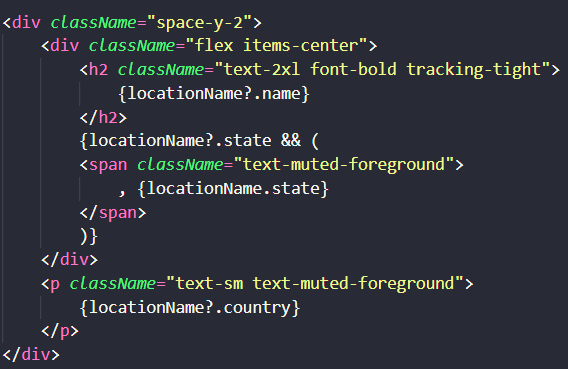 <div className="space-y-2">
    <div className="flex items-center">
        <h2 className="text-2xl font-bold tracking-tight">
            {locationName?.name}
        </h2>
        {locationName?.state && (
        <span className="text-muted-foreground">
            , {locationName.state}
        </span>
        )}
    </div>
    <p className="text-sm text-muted-foreground">
        {locationName?.country}
    </p>
</div>